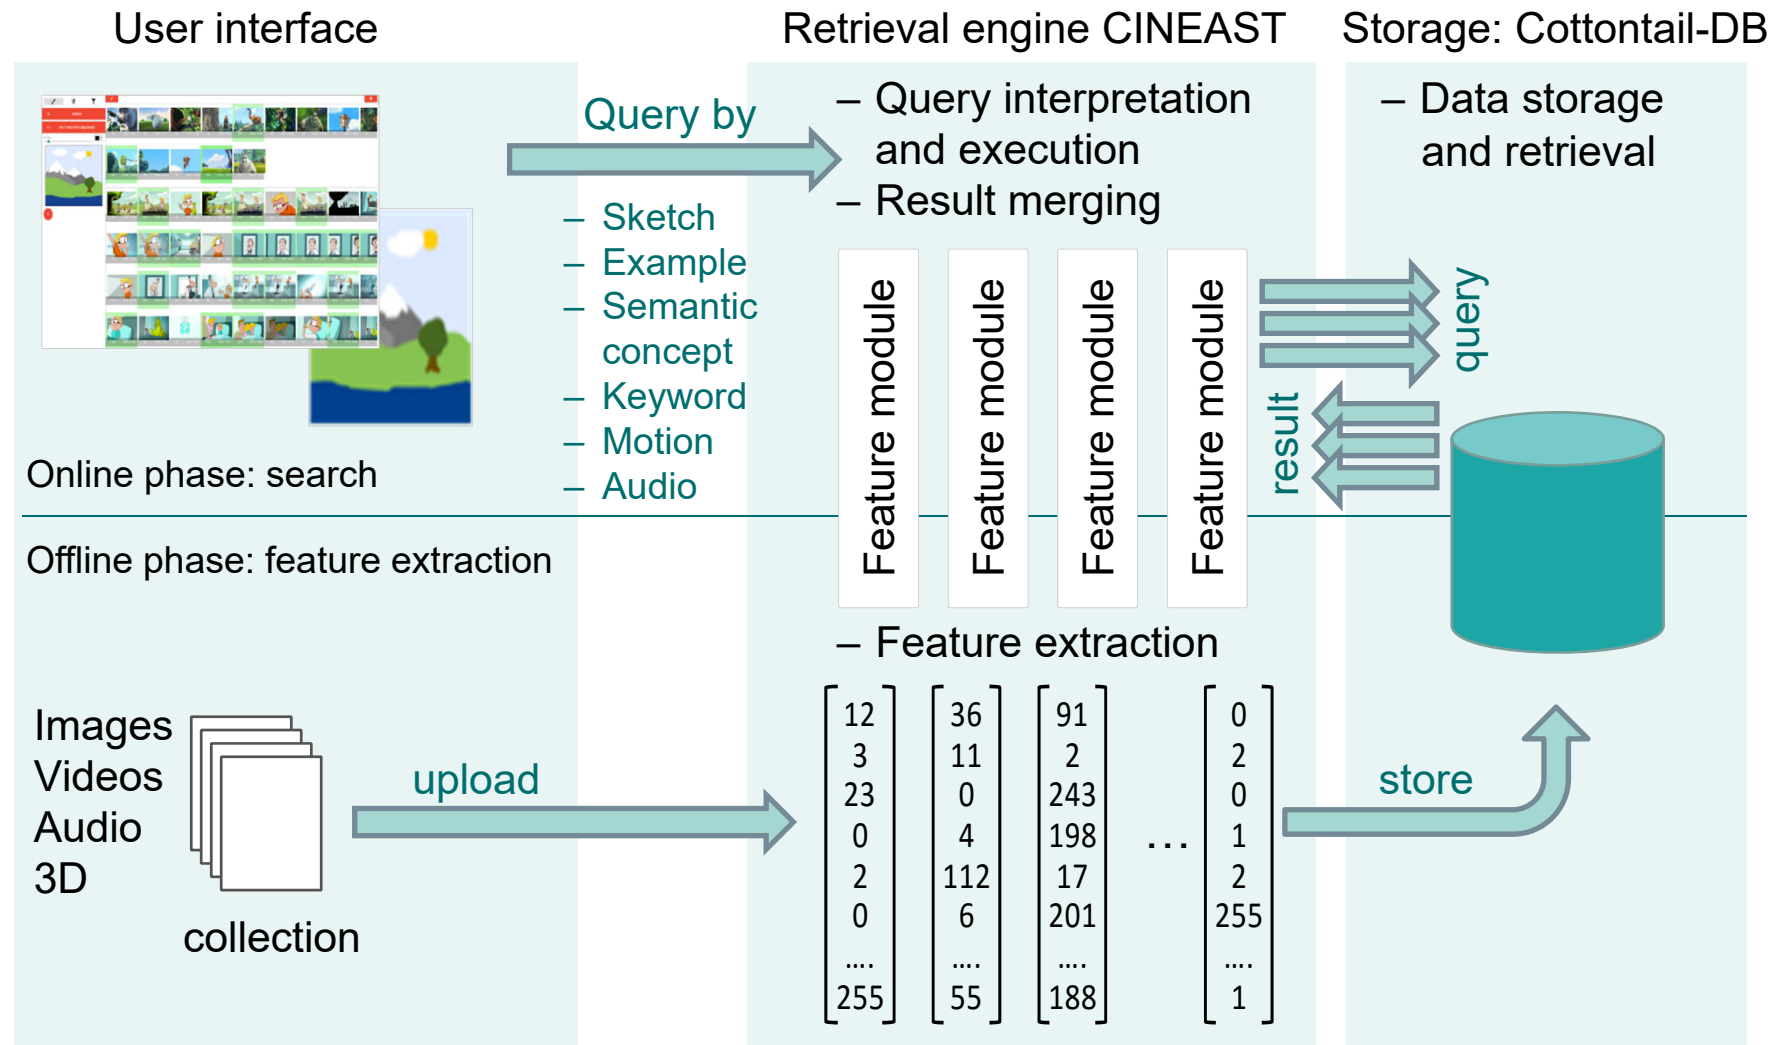 User interface
Retrieval engine CINEAST
Storage: Cottontail-DB
Query by
– Sketch
– Example
– Semantic
concept
– Keyword
– Motion
– Audio
– Query interpretation
and execution
– Result merging
– Data storage
and retrieval
Feature module
Feature module
Feature module
Feature module
query
result
Online phase: search
Offline phase: feature extraction
– Feature extraction
Images
Videos
Audio
3D
collection
upload
12 36 91 0
3 11 2 2
23 0 243 0
0 4 198 ... 1
2 112 17 2
0 6 201 255
.... .... .... ....
255 55 188 1
store